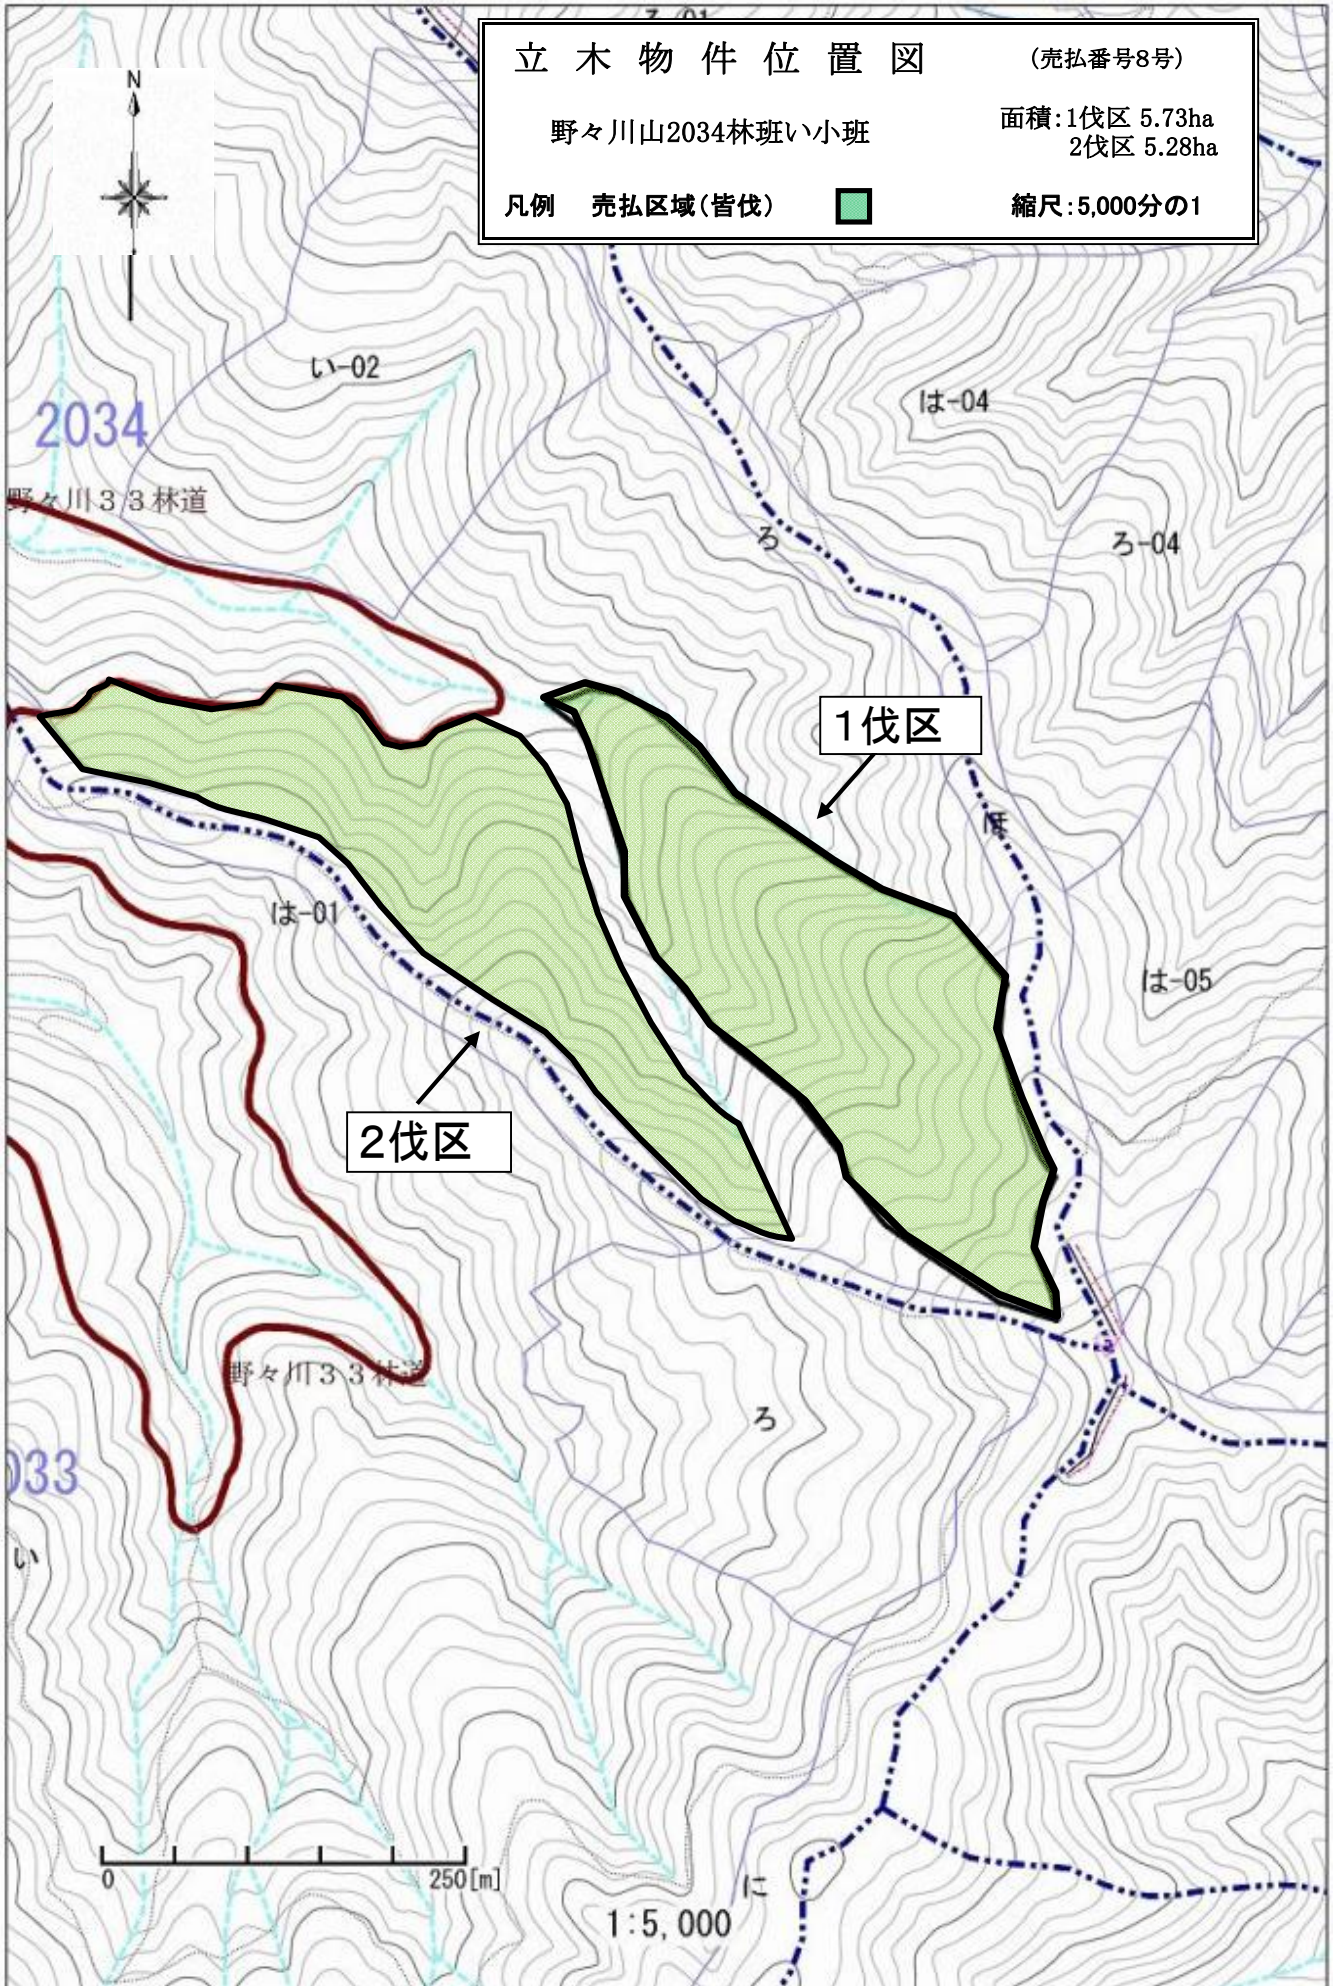 立木物件位置図 (売払番号8号)
野々川山2034林班い小班
面積:1伐区 5.73ha
2伐区 5.28ha
凡例 売払区域(皆伐) 縮尺:5,000分の1
N
い-02
は-04
2034
野々川33林道
ろ
ろ-04
1伐区
ほ
は-01
は-05
2伐区
野々川33林道
ろ
033
い
0 250[m]
に
1:5,000